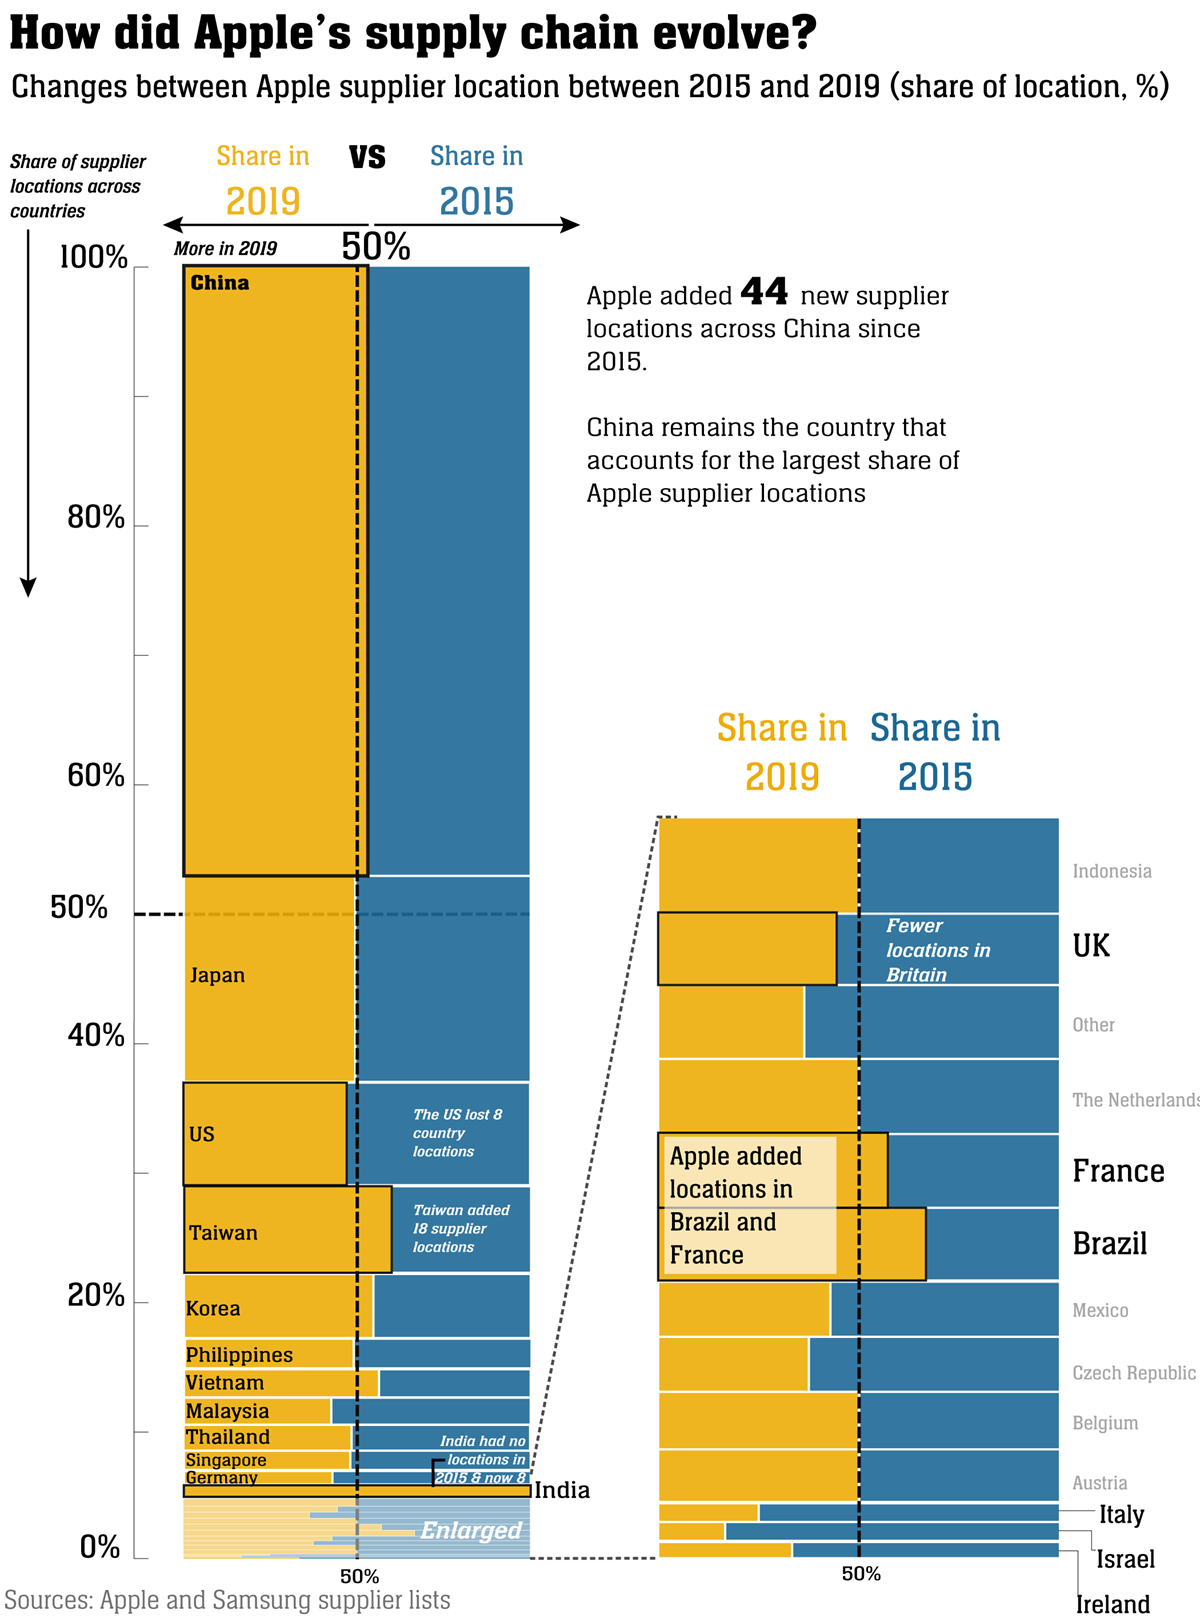 How did Apple's supply chain evolve?
Changes between Apple supplier location between 2015 and 2019 (share of location, %)
Share of supplier
locations across
countries
Share in
2019
VS
Share in
2015
More in 2019
50%
100%
80%
60%
50%
40%
20%
0%
China
Japan
US
The US lost 8
country
locations
Taiwan
Taiwan added
18 supplier
locations
Korea
Philippines
Vietnam
Malaysia
Thailand
Singapore
Germany
India had no
locations in
2015 & now 8
India
Enlarged
50%
Apple added 44 new supplier
locations across China since
2015.
China remains the country that
accounts for the largest share of
Apple supplier locations
Share in
2019
Share in
2015
Indonesia
Fewer
locations in
Britain
UK
Other
The Netherlands
Apple added
locations in
Brazil and
France
France
Brazil
Mexico
Czech Republic
Belgium
Austria
Italy
Israel
Ireland
50%
Sources: Apple and Samsung supplier lists